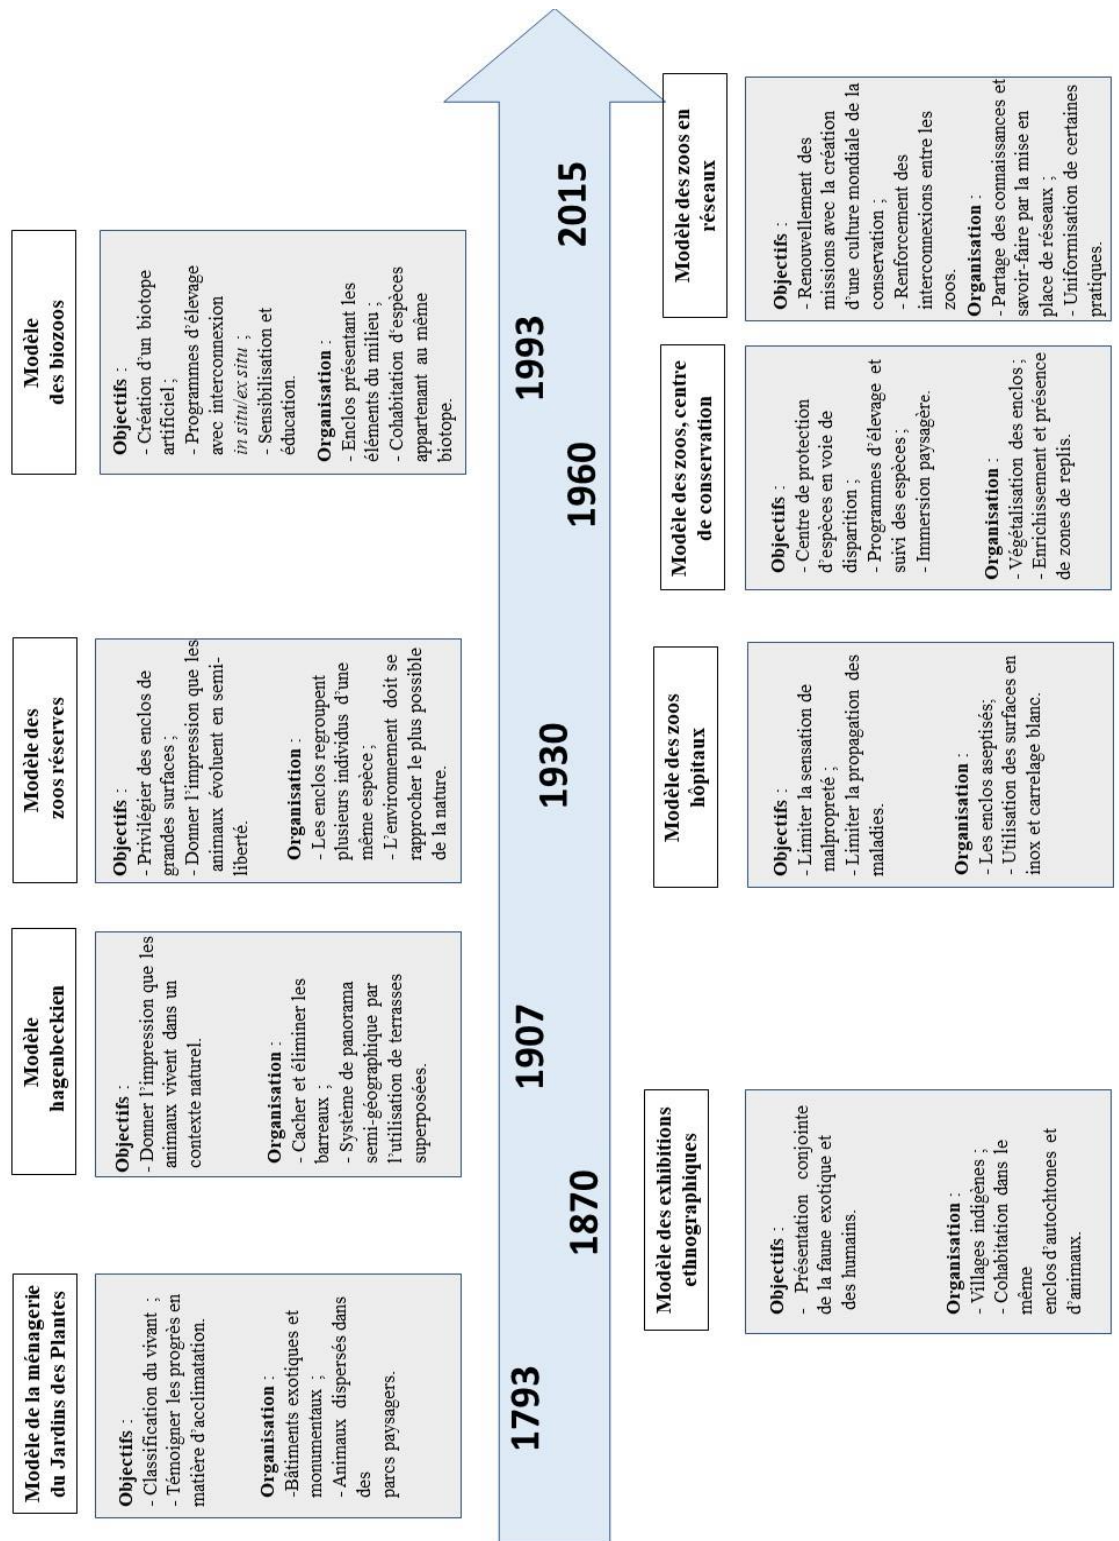 Modèle de la ménagerie
du Jardins des Plantes
Objectifs :
- Classification du vivant ;
- Témoigner les progrès en
matière d'acclimatation.
Organisation :
-Bâtiments exotiques et
monumentaux ;
- Animaux dispersés dans
des
parcs paysagers.
Modèle
hagenbeckien
Objectifs :
- Donner l'impression que les
animaux vivent dans un
contexte naturel.
Organisation :
- Cacher et éliminer les
barreaux ;
- Système de panorama
semi-géographique par
l'utilisation de terrasses
superposées.
Modèle des
zoos réserves
Objectifs :
- Privilégier des enclos de
grandes surfaces ;
- Donner l'impression que les
animaux évoluent en semi-
liberté.
Organisation :
- Les enclos regroupent
plusieurs individus d'une
même espèce ;
- L'environnement doit se
rapprocher le plus possible
de la nature.
Modèle
des biozoos
Objectifs :
- Création d'un biotope
artificiel ;
- Programmes d'élevage
avec interconnexion
in situ/ex situ ;
- Sensibilisation et
éducation.
Organisation :
- Enclos présentant les
éléments du milieu ;
- Cohabitation d'espèces
appartenant au même
biotope.
1793
1870
1907
1930
1960
1993
2015
Modèle des exhibitions
ethnographiques
Objectifs :
- Présentation conjointe
de la faune exotique et
des humains.
Organisation :
- Villages indigènes ;
- Cohabitation dans le
même
enclos d'autochtones et
d'animaux.
Modèle des zoos
hôpitaux
Objectifs :
- Limiter la sensation de
malpropreté ;
- Limiter la propagation des
maladies.
Organisation :
- Les enclos aseptisés;
- Utilisation des surfaces en
inox et carrelage blanc.
Modèle des zoos, centre
de conservation
Objectifs :
- Centre de protection
d'espèces en voie de
disparition ;
- Programmes d'élevage et
suivi des espèces ;
- Immersion paysagère.
Organisation :
- Végétalisation des enclos ;
- Enrichissement et présence
de zones de replis.
Modèle des zoos en
réseaux
Objectifs :
- Renouvellement des
missions avec la création
d'une culture mondiale de la
conservation ;
- Renforcement des
interconnexions entre les
zoos.
Organisation :
- Partage des connaissances et
savoir-faire par la mise en
place de réseaux ;
- Uniformisation de certaines
pratiques.